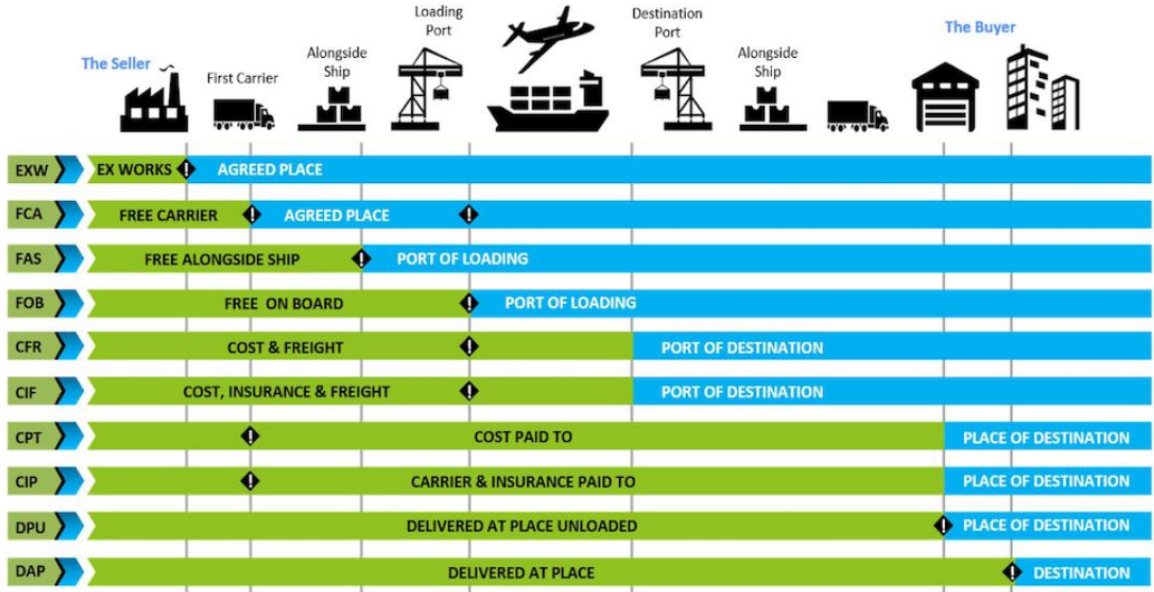 The Seller
First Carrier
Alongside
Ship
Loading
Port
Destination
Port
Alongside
Ship
The Buyer
EXW EX WORKS ! AGREED PLACE
FCA FREE CARRIER ! AGREED PLACE !
FAS FREE ALONGSIDE SHIP ! PORT OF LOADING
FOB FREE ON BOARD ! PORT OF LOADING
CFR COST & FREIGHT ! PORT OF DESTINATION
CIF COST, INSURANCE & FREIGHT ! PORT OF DESTINATION
CPT ! COST PAID TO PLACE OF DESTINATION
CIP ! CARRIER & INSURANCE PAID TO PLACE OF DESTINATION
DPU DELIVERED AT PLACE UNLOADED ! PLACE OF DESTINATION
DAP DELIVERED AT PLACE ! DESTINATION